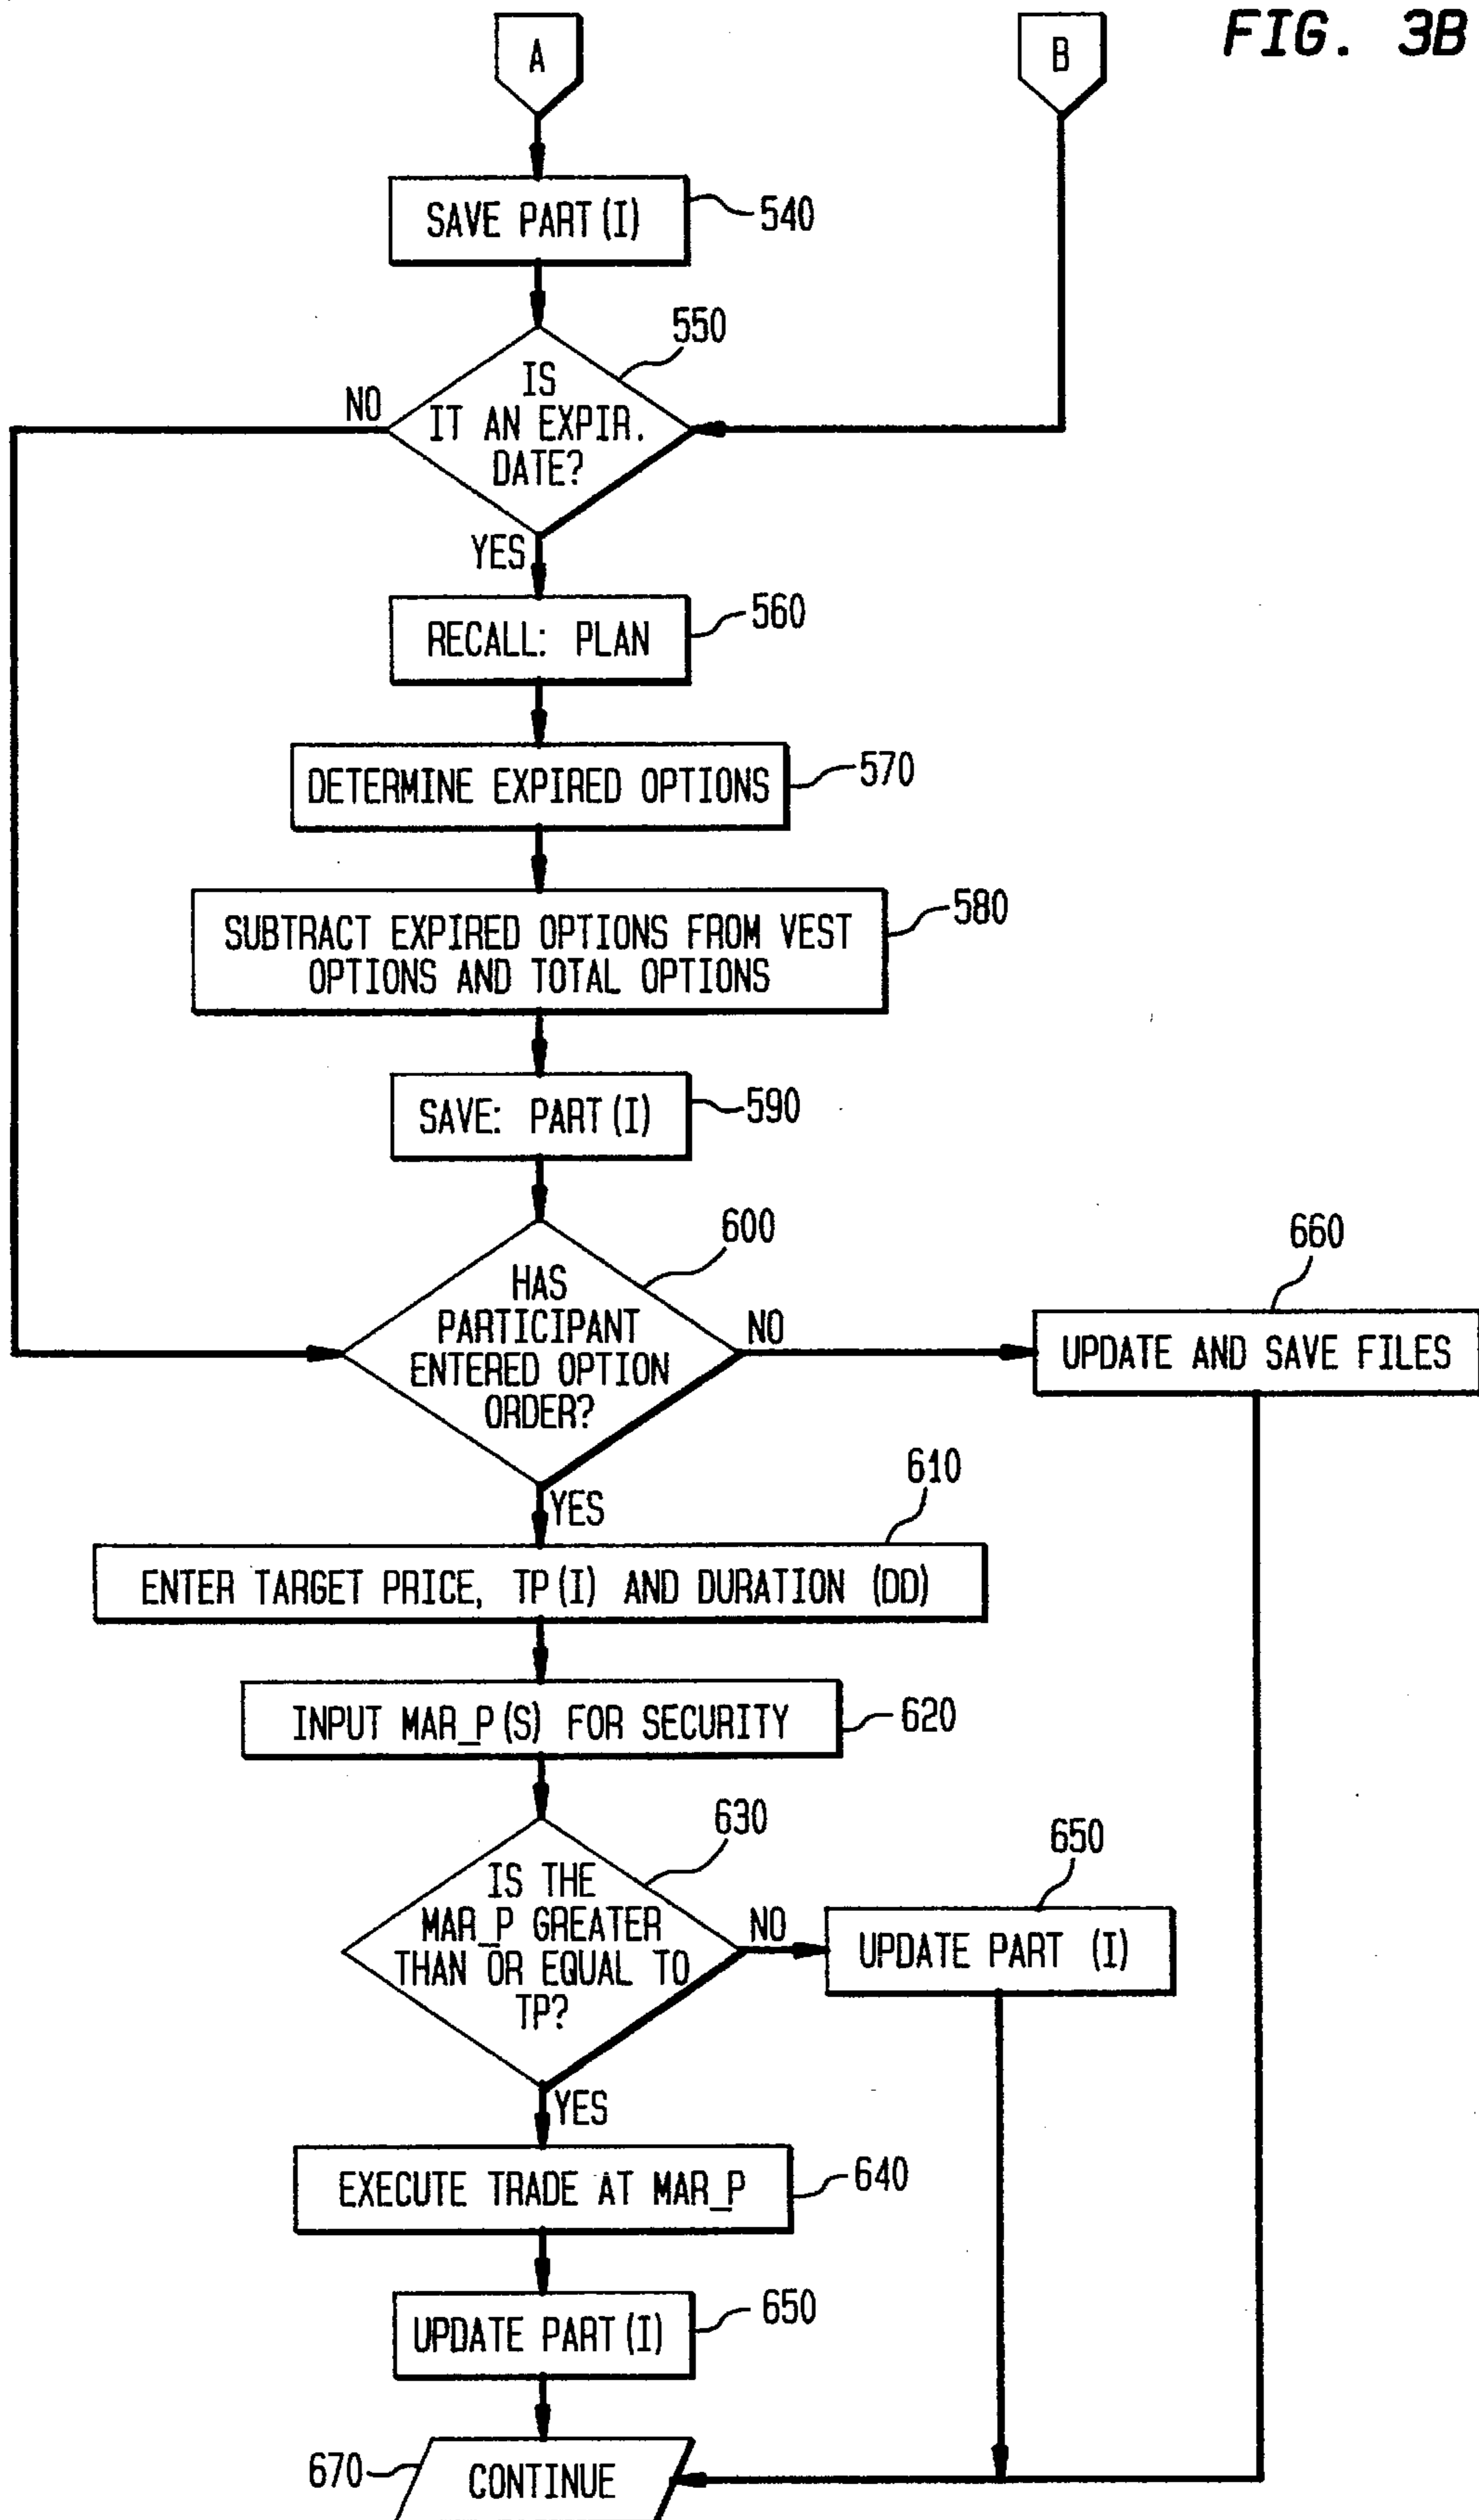 FIG. 3B
A
B
SAVE PART(I)
540
550
IS
IT AN EXPIR.
DATE?
NO
YES
RECALL: PLAN
560
DETERMINE EXPIRED OPTIONS
570
SUBTRACT EXPIRED OPTIONS FROM VEST
OPTIONS AND TOTAL OPTIONS
580
SAVE: PART(I)
590
600
HAS
PARTICIPANT
ENTERED OPTION
ORDER?
NO
660
UPDATE AND SAVE FILES
YES
610
ENTER TARGET PRICE, TP(I) AND DURATION (DD)
INPUT MAR_P(S) FOR SECURITY
620
630
IS THE
MAR_P GREATER
THAN OR EQUAL TO
TP?
NO
650
UPDATE PART (I)
YES
EXECUTE TRADE AT MAR_P
640
UPDATE PART(I)
650
670
CONTINUE